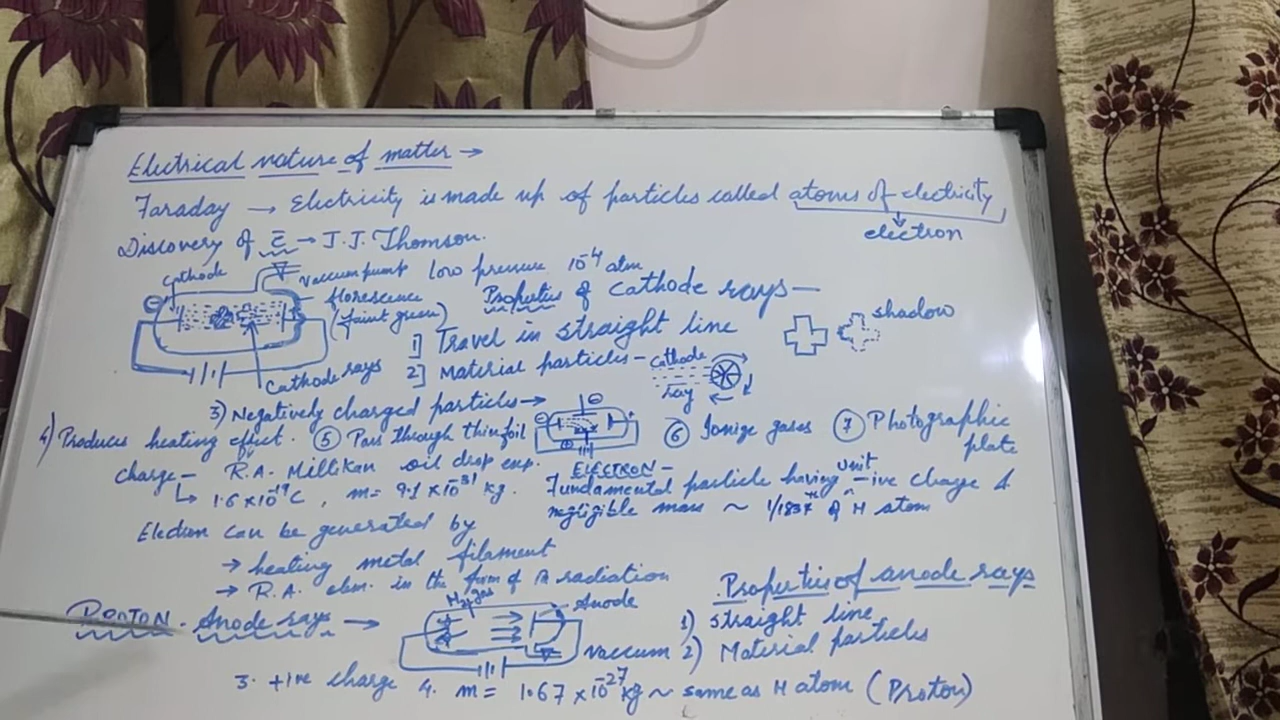 Electrical nature of matter →
Faraday → Electricity is made up of particles called atoms of electricity
electron
Discovery of ē → J.J. Thomson.
cathode
vaccum pump low pressure 10⁻⁴ atm
florescence
(faint green)
Cathode rays
Properties of cathode rays —
1] Travel in straight line
shadow
2] Material particles –
cathode
ray
3) Negatively charged particles →
4) Produces heating effect. ⑤ Pass through thin foil ⑥ Ionize gases ⑦ Photographic
plate
charge – R.A. Millikan oil drop exp.
↳ 1.6 × 10⁻¹⁹ C , m = 9.1 × 10⁻³¹ kg.
ELECTRON –
Fundamental particle having unit –ive charge &
negligible mass ~ 1/1837th of H atom
Electron can be generated by
→ heating metal filament
→ R.A. elem. in the form of β radiation
PROTON - Anode rays →
H₂ gas
Anode
vaccum
Properties of anode rays
1) straight line
2) Material particles
3. +ive charge 4. m = 1.67 × 10⁻²⁷ kg ~ same as H atom (Proton)